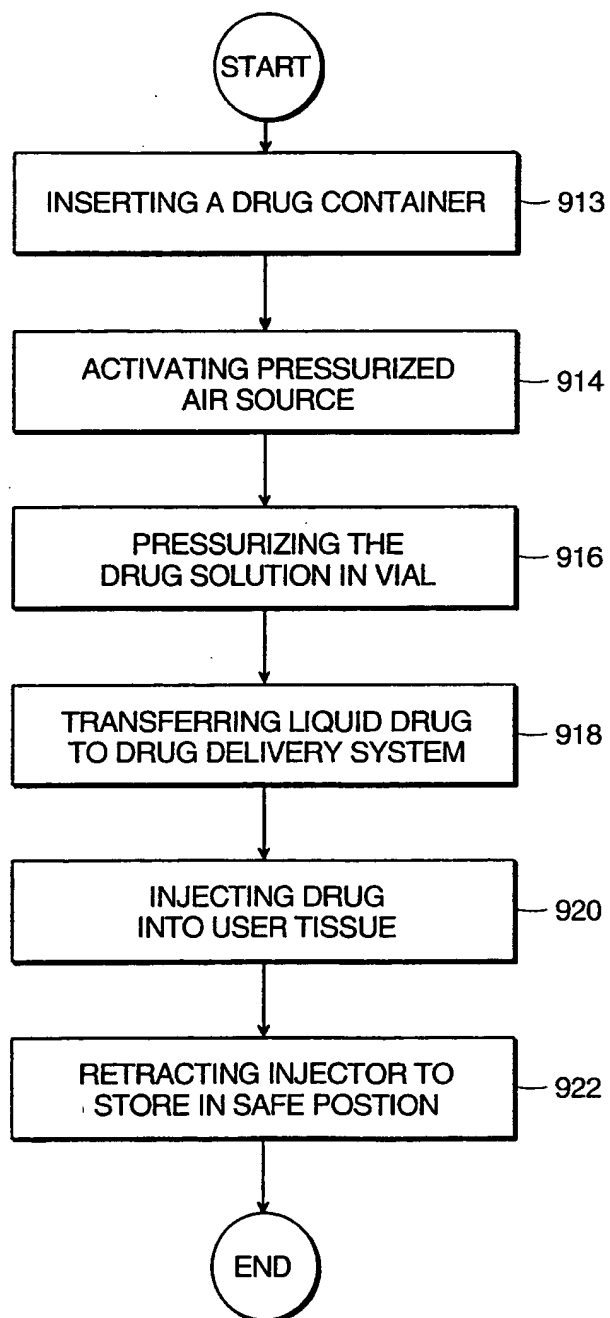 START
INSERTING A DRUG CONTAINER
913
ACTIVATING PRESSURIZED
AIR SOURCE
914
PRESSURIZING THE
DRUG SOLUTION IN VIAL
916
TRANSFERRING LIQUID DRUG
TO DRUG DELIVERY SYSTEM
918
INJECTING DRUG
INTO USER TISSUE
920
RETRACTING INJECTOR TO
STORE IN SAFE POSTION
922
END